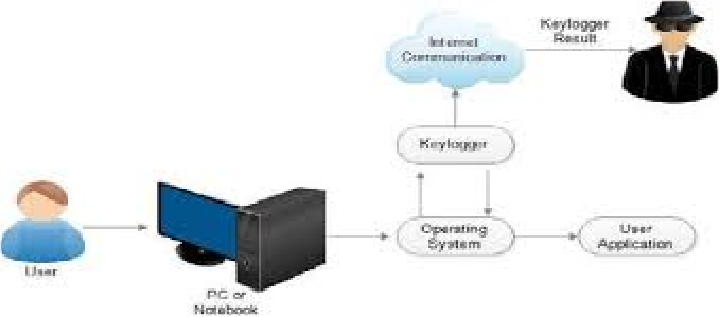 Keylogger
Result
Internet
Communication
Keylogger
Operating
System
User
Application
User
PC or
Notebook